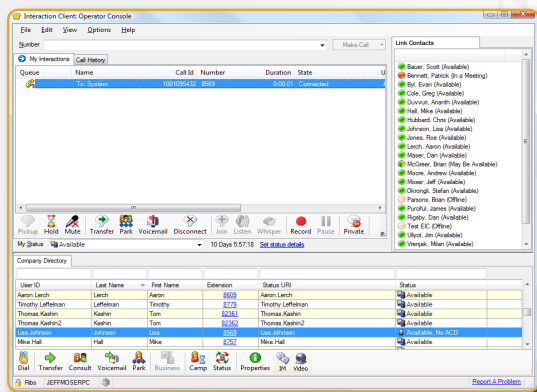 Interaction Client: Operator Console
File Edit View Options Help
Number Make Call
My Interactions Call History
Queue Name Call Id Number Duration State
To: System 1001095432 8569 0:00:01 Connected
Pickup Hold Mute Transfer Park Voicemail Disconnect Join Listen Whisper Record Pause Private
My Status Available 10 Days 5:57:18 Set status details
Link Contacts
Bauer, Scott (Available)
Bennett, Patrick (In a Meeting)
Byl, Evan (Available)
Cole, Greg (Available)
Duvvuri, Ananth (Available)
Hall, Mike (Available)
Hubbard, Chris (Available)
Johnson, Lisa (Available)
Jones, Roe (Available)
Lerch, Aaron (Available)
Maser, Dan (Available)
McGreer, Brian (May Be Available)
Moore, Andrew (Available)
Moser, Jeff (Available)
Okrongli, Stefan (Available)
Parsons, Brian (Offline)
Puroiful, James (Available)
Rigsby, Dan (Available)
Test EIC (Offline)
Ullyot, Jim (Available)
Vrenjak, Milan (Available)
Company Directory
User ID Last Name First Name Extension Status URI Status
Aaron.Lerch Lerch Aaron 8609 Aaron.Lerch Available
Timothy.Leffelman Leffelman Timothy 8779 Timothy.Leffelman Available
Thomas.Kashin Kashin Tom 82361 Thomas.Kashin Available
Thomas.Kashin2 Kashin Tom 82362 Thomas.Kashin2 Available
Lisa.Johnson Johnson Lisa 8569 Lisa.Johnson Available, No ACD
Mike.Hall Hall Mike 8757 Mike.Hall Available
Dial Transfer Consult Voicemail Park Business Camp Status Properties IM Video
Ribs JEFFMOSERPC Report A Problem